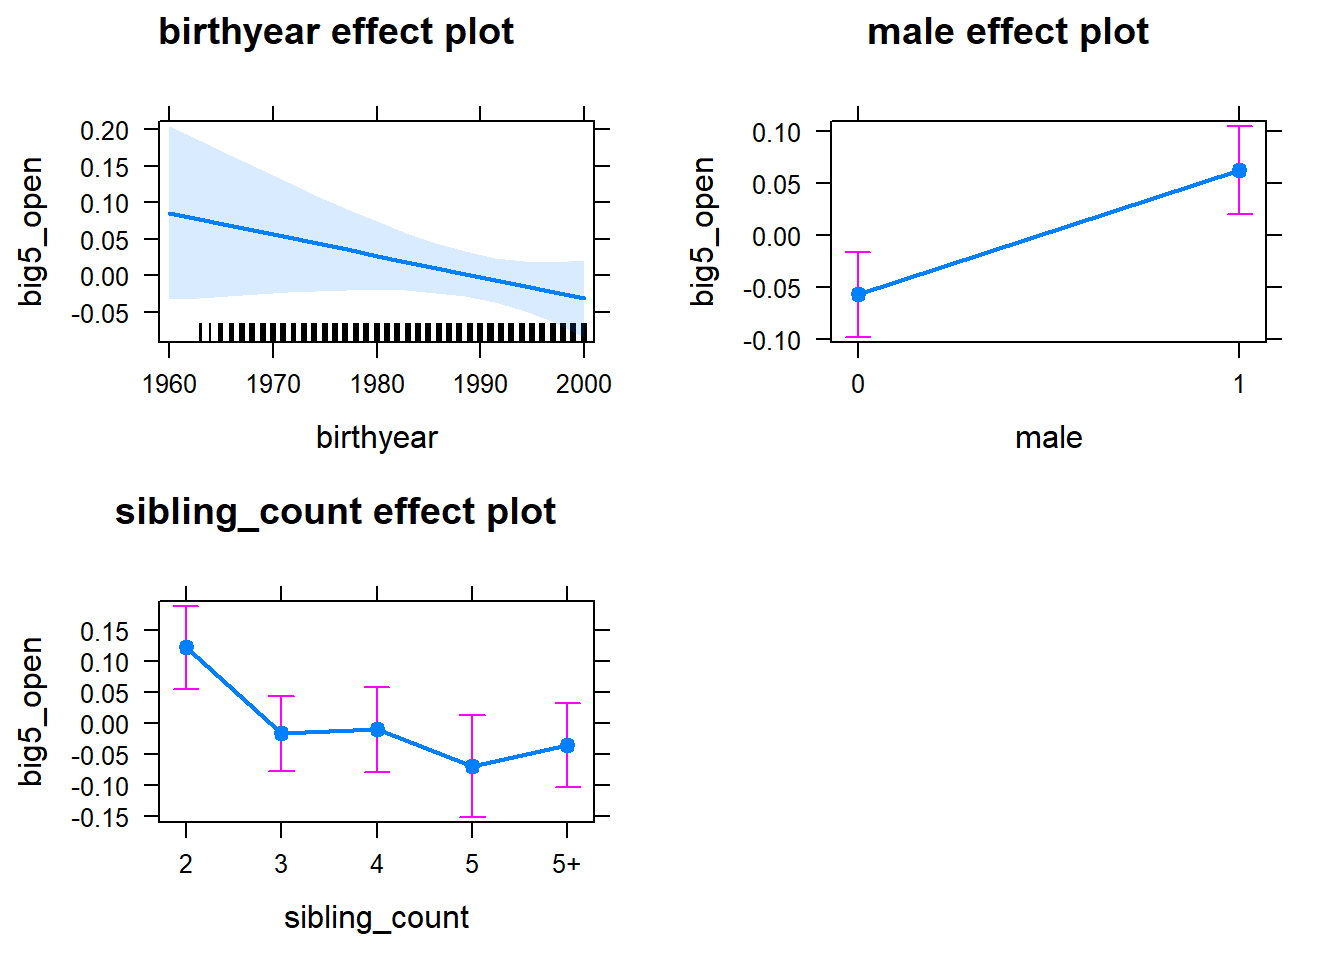 birthyear effect plot
big5_open
0.20
0.15
0.10
0.05
0.00
-0.05
1960 1970 1980 1990 2000
birthyear
male effect plot
big5_open
0.10
0.05
0.00
-0.05
-0.10
0 1
male
sibling_count effect plot
big5_open
0.15
0.10
0.05
0.00
-0.05
-0.10
-0.15
2 3 4 5 5+
sibling_count